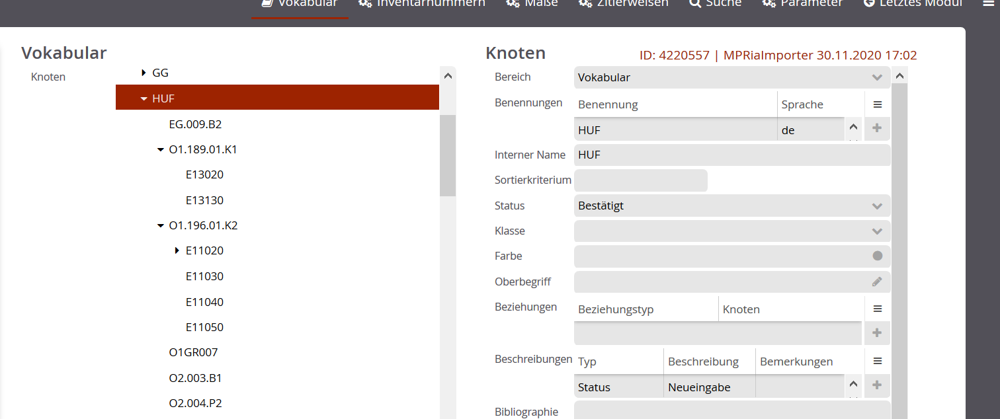 Vokabular Inventarnummern Maße Zitierweisen Suche Parameter Letztes Modul
Vokabular
Knoten
GG
HUF
EG.009.B2
O1.189.01.K1
E13020
E13130
O1.196.01.K2
E11020
E11030
E11040
E11050
O1GR007
O2.003.B1
O2.004.P2
Knoten
ID: 4220557 | MPRiaImporter 30.11.2020 17:02
Bereich Vokabular
Benennungen Benennung Sprache
HUF de
Interner Name HUF
Sortierkriterium
Status Bestätigt
Klasse
Farbe
Oberbegriff
Beziehungen Beziehungstyp Knoten
Beschreibungen Typ Beschreibung Bemerkungen
Status Neueingabe
Bibliographie